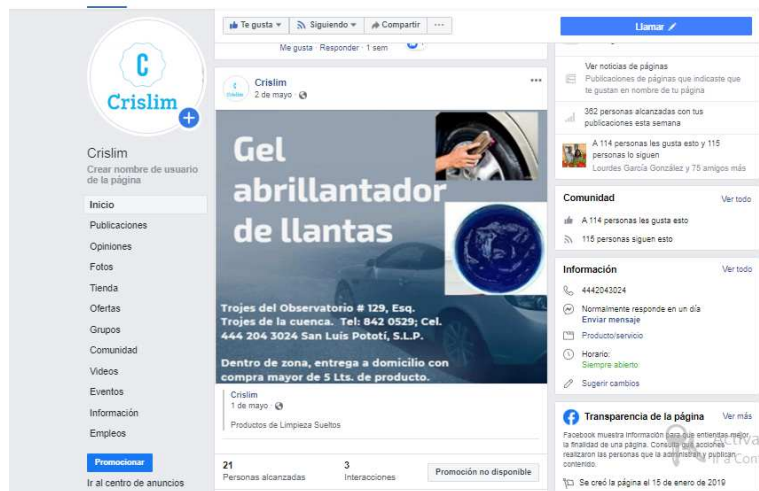 Te gusta
Siguiendo
Compartir
Llamar
Me gusta · Responder · 1 sem
C
Crislim
Crislim
Crear nombre de usuario
de la página
Inicio
Publicaciones
Opiniones
Fotos
Tienda
Ofertas
Grupos
Comunidad
Videos
Eventos
Información
Empleos
Promocionar
Ir al centro de anuncios
Crislim
2 de mayo
Gel
abrillantador
de llantas
Trojes del Observatorio # 129, Esq.
Trojes de la cuenca. Tel: 842 0529; Cel.
444 204 3024 San Luis Pototí, S.L.P.
Dentro de zona, entrega a domicilio con
compra mayor de 5 Lts. de producto.
Crislim
1 de mayo
Productos de Limpieza Sueltos
21
Personas alcanzadas
3
Interacciones
Promoción no disponible
Ver noticias de páginas
Publicaciones de páginas que indicaste que
te gustan en nombre de tu página
362 personas alcanzadas con tus
publicaciones esta semana
A 114 personas les gusta esto y 115
personas lo siguen
Lourdes García González y 75 amigos más
Comunidad Ver todo
A 114 personas les gusta esto
115 personas siguen esto
Información Ver todo
4442043024
Normalmente responde en un día
Enviar mensaje
Producto/servicio
Horario:
Siempre abierto
Sugerir cambios
Transparencia de la página Ver más
Facebook muestra información para que entiendas mejor
la finalidad de una página. Consulta qué acciones
realizaron las personas que la administran y publican
contenido.
Se creó la página el 15 de enero de 2019